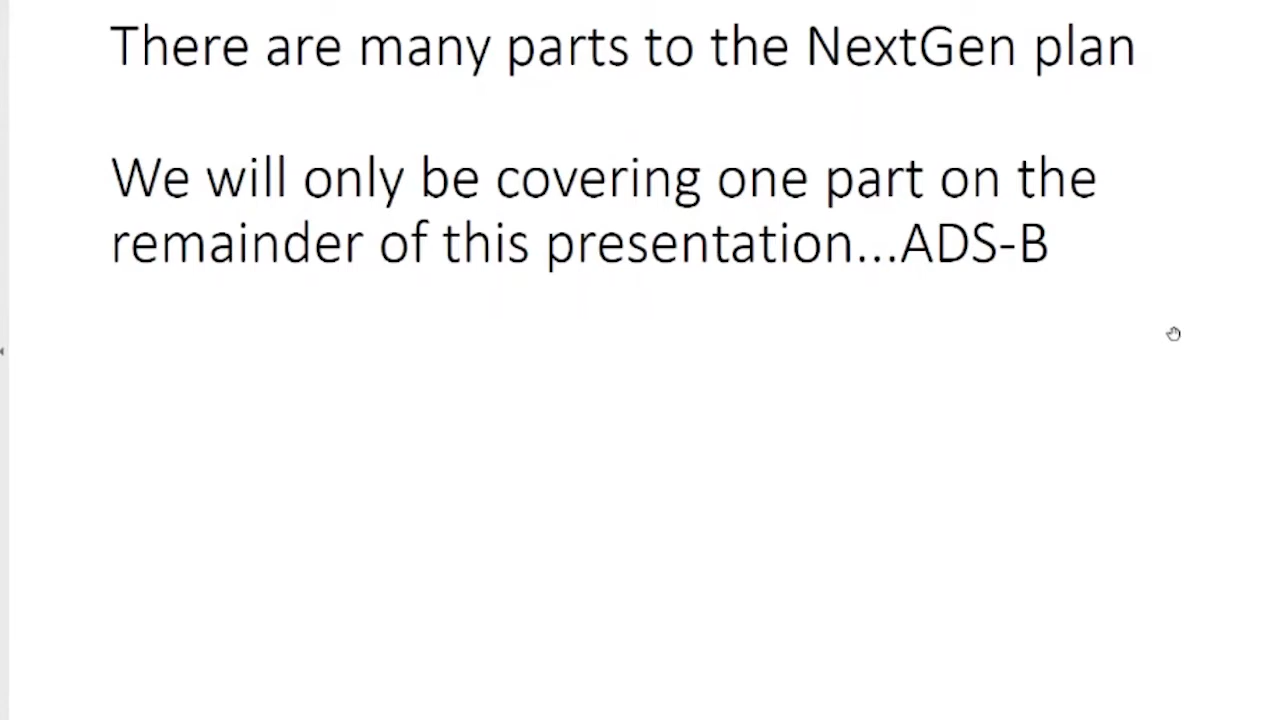 There are many parts to the NextGen plan
We will only be covering one part on the
remainder of this presentation...ADS-B